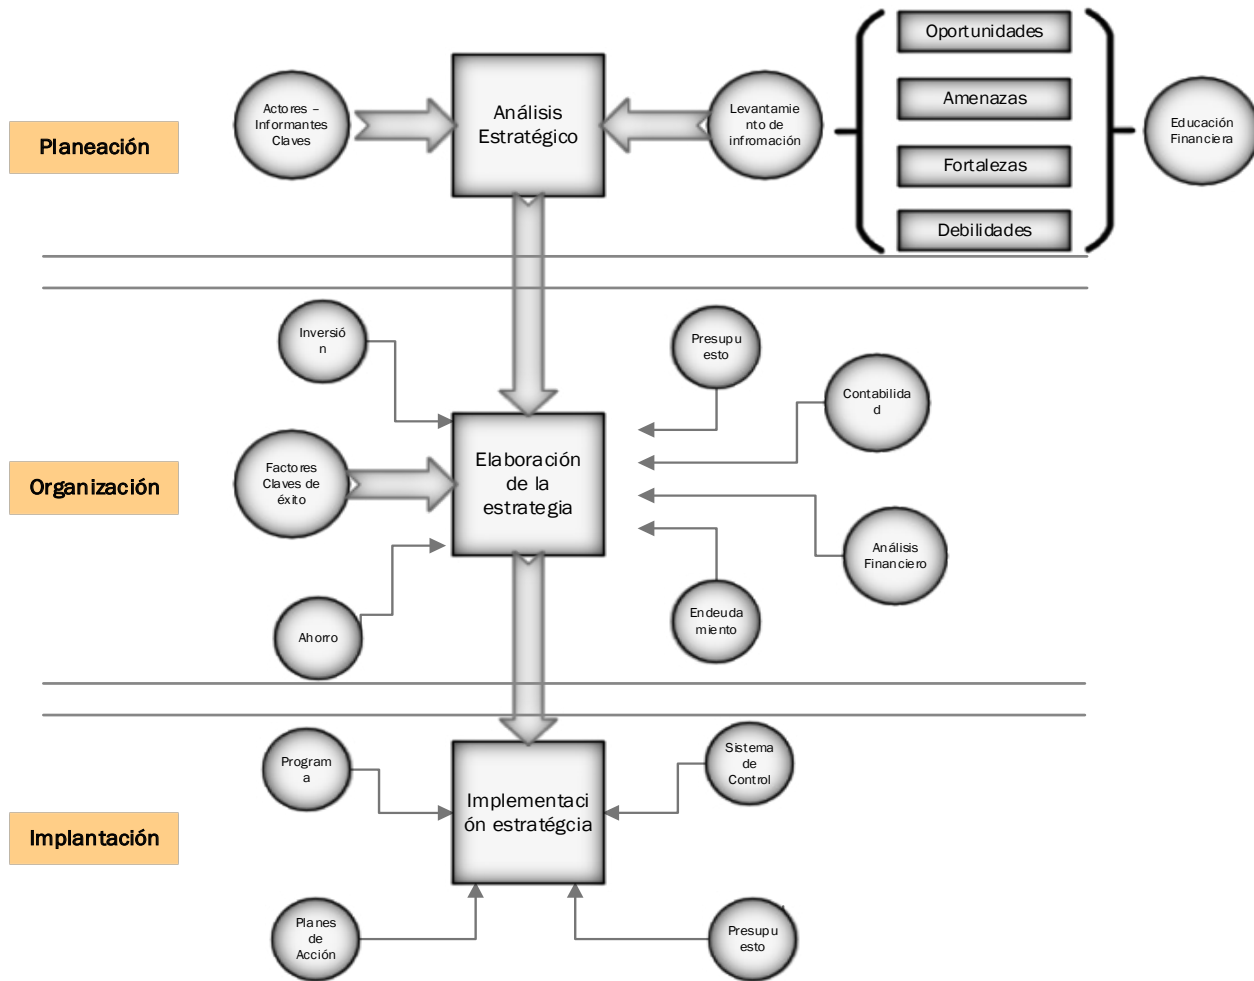 Planeación
Actores –
Informantes
Claves
Análisis
Estratégico
Levantamie
nto de
infromación
Oportunidades
Amenazas
Fortalezas
Debilidades
Educación
Financiera
Organización
Inversió
n
Factores
Claves de
éxito
Ahorro
Elaboración
de la
estrategia
Presupu
esto
Contabilida
d
Análisis
Financiero
Endeuda
miento
Implantación
Program
a
Planes
de
Acción
Implementaci
ón estratégcia
Sistema
de
Control
Presupu
esto